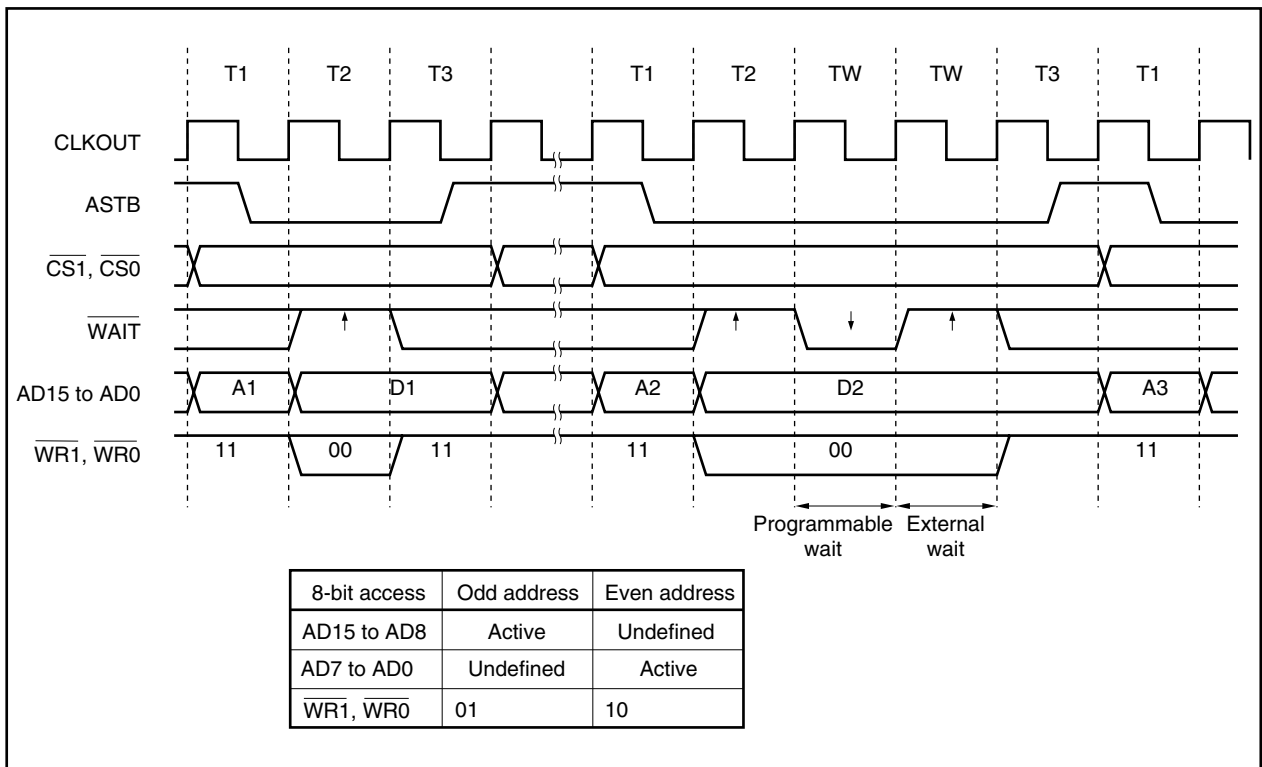 T1 T2 T3 T1 T2 TW TW T3 T1
CLKOUT
ASTB
CS1, CS0
WAIT
AD15 to AD0 A1 D1 A2 D2 A3
WR1, WR0 11 00 11 11 00 11
Programmable wait
External wait
8-bit access Odd address Even address
AD15 to AD8 Active Undefined
AD7 to AD0 Undefined Active
WR1, WR0 01 10